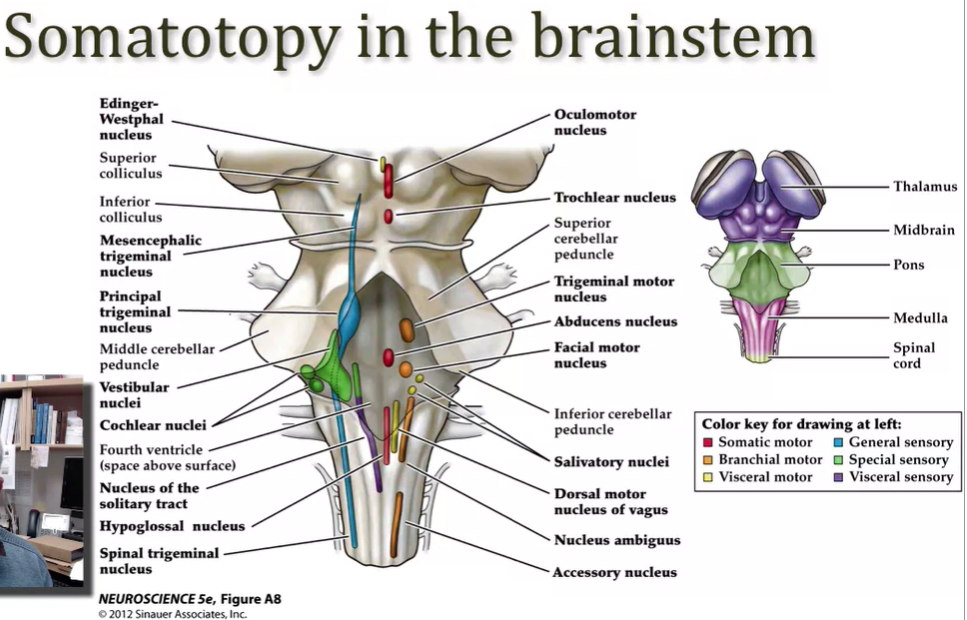 Somatotopy in the brainstem
Edinger-
Westphal
nucleus
Superior
colliculus
Inferior
colliculus
Mesencephalic
trigeminal
nucleus
Principal
trigeminal
nucleus
Middle cerebellar
peduncle
Vestibular
nuclei
Cochlear nuclei
Fourth ventricle
(space above surface)
Nucleus of the
solitary tract
Hypoglossal nucleus
Spinal trigeminal
nucleus
Oculomotor
nucleus
Trochlear nucleus
Superior
cerebellar
peduncle
Trigeminal motor
nucleus
Abducens nucleus
Facial motor
nucleus
Inferior cerebellar
peduncle
Salivatory nuclei
Dorsal motor
nucleus of vagus
Nucleus ambiguus
Accessory nucleus
Thalamus
Midbrain
Pons
Medulla
Spinal
cord
Color key for drawing at left:
Somatic motor
General sensory
Branchial motor
Special sensory
Visceral motor
Visceral sensory
NEUROSCIENCE 5e, Figure A8
© 2012 Sinauer Associates, Inc.